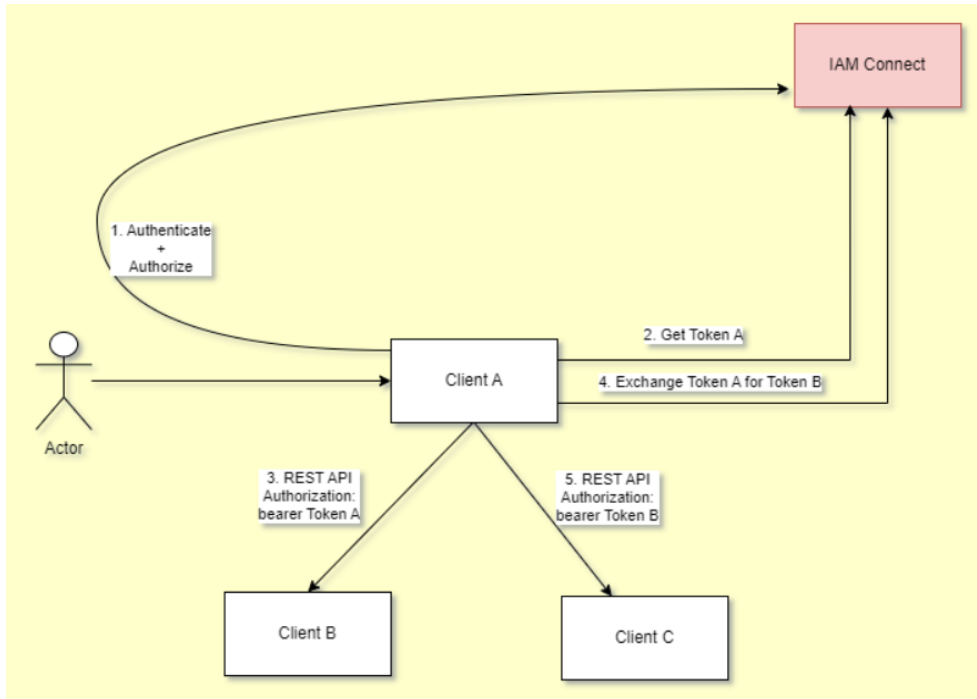 IAM Connect
1. Authenticate
+
Authorize
2. Get Token A
Client A
4. Exchange Token A for Token B
Actor
3. REST API
Authorization:
bearer Token A
5. REST API
Authorization:
bearer Token B
Client B
Client C